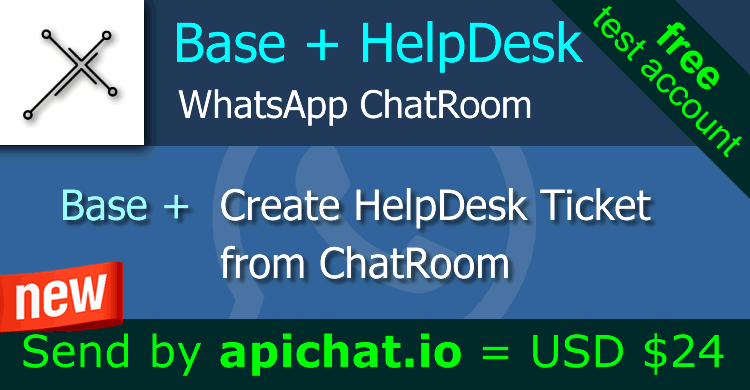 Base + HelpDesk
WhatsApp ChatRoom
free
test account
Base + Create HelpDesk Ticket
from ChatRoom
new
Send by apichat.io = USD $24